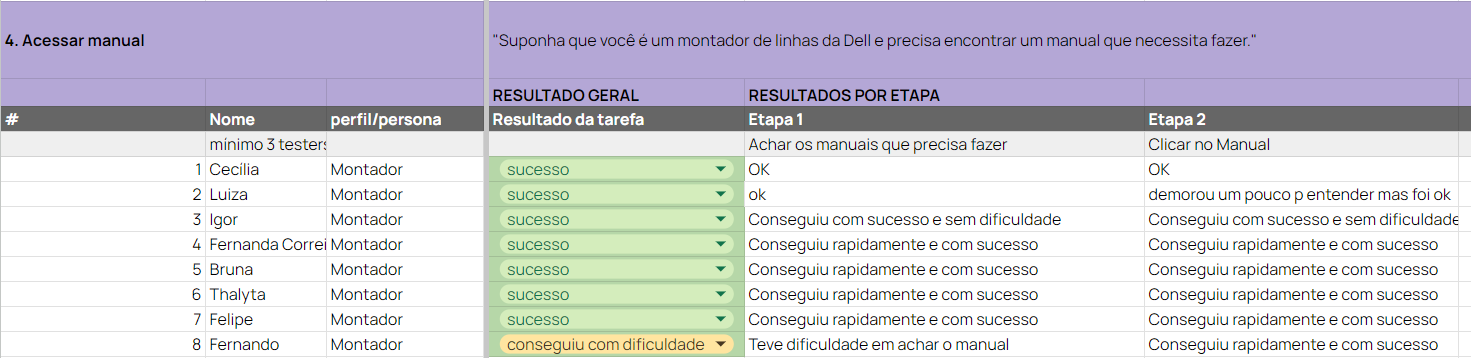 4. Acessar manual "Suponha que você é um montador de linhas da Dell e precisa encontrar um manual que necessita fazer."
RESULTADO GERAL RESULTADOS POR ETAPA
# Nome perfil/persona Resultado da tarefa Etapa 1 Etapa 2
mínimo 3 testers Achar os manuais que precisa fazer Clicar no Manual
1 Cecília Montador sucesso OK OK
2 Luiza Montador sucesso ok demorou um pouco p entender mas foi ok
3 Igor Montador sucesso Conseguiu com sucesso e sem dificuldade Conseguiu com sucesso e sem dificuldade
4 Fernanda Correi Montador sucesso Conseguiu rapidamente e com sucesso Conseguiu rapidamente e com sucesso
5 Bruna Montador sucesso Conseguiu rapidamente e com sucesso Conseguiu rapidamente e com sucesso
6 Thalyta Montador sucesso Conseguiu rapidamente e com sucesso Conseguiu rapidamente e com sucesso
7 Felipe Montador sucesso Conseguiu rapidamente e com sucesso Conseguiu rapidamente e com sucesso
8 Fernando Montador conseguiu com dificuldade Teve dificuldade em achar o manual Conseguiu rapidamente e com sucesso